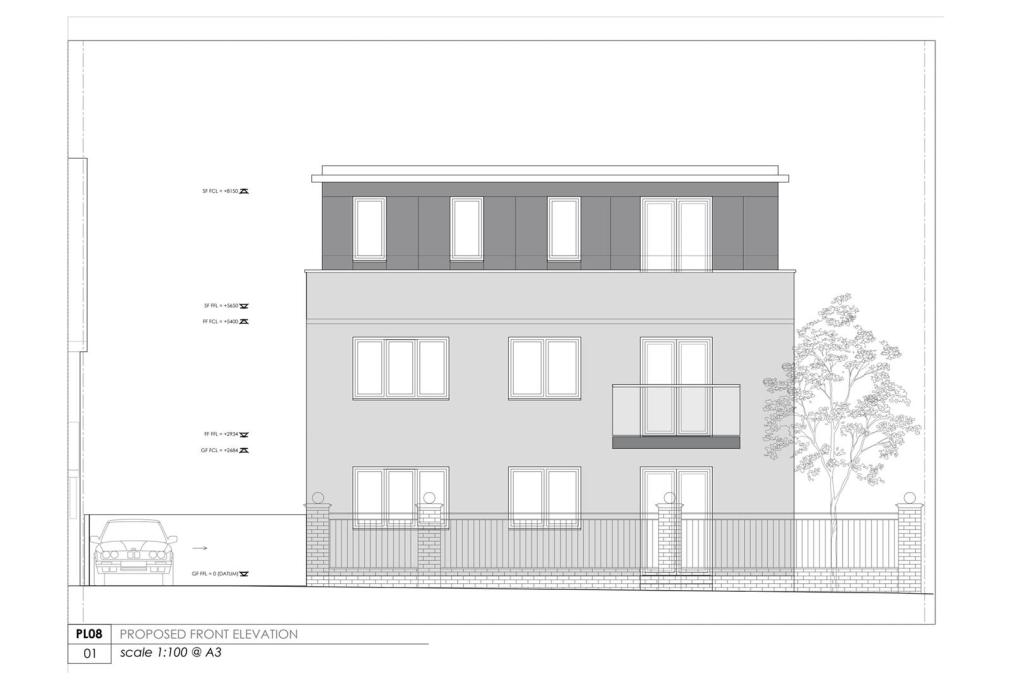 SF FCL = +8150
SF FFL = +5650
FF FCL = +5400
FF FFL = +2934
GF FCL = +2684
GF FFL = 0 (DATUM)
PL08 PROPOSED FRONT ELEVATION
01 scale 1:100 @ A3